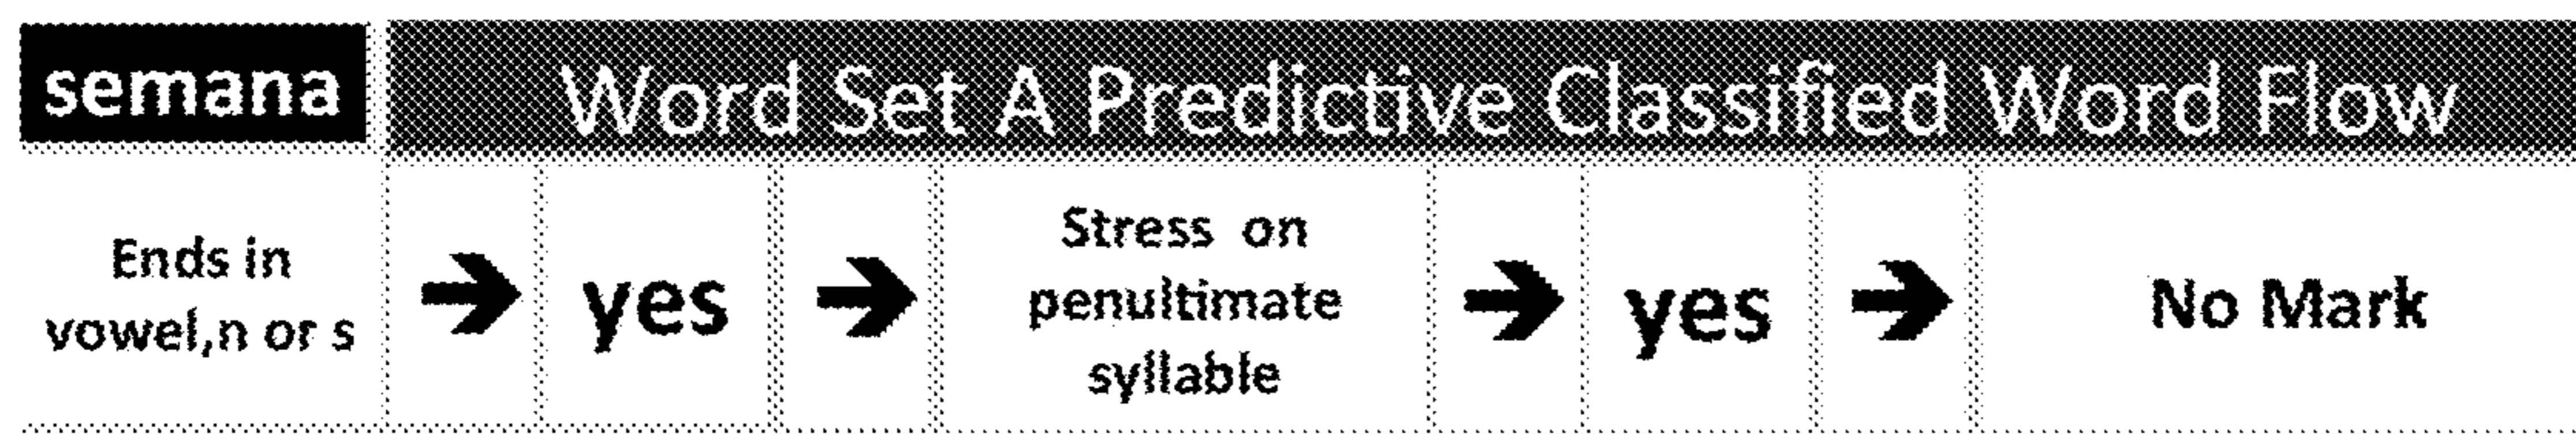 semana
Word Set A Predictive Classified Word Flow
Ends in
vowel,n or s
➔
yes
➔
Stress on
penultimate
syllable
➔
yes
➔
No Mark